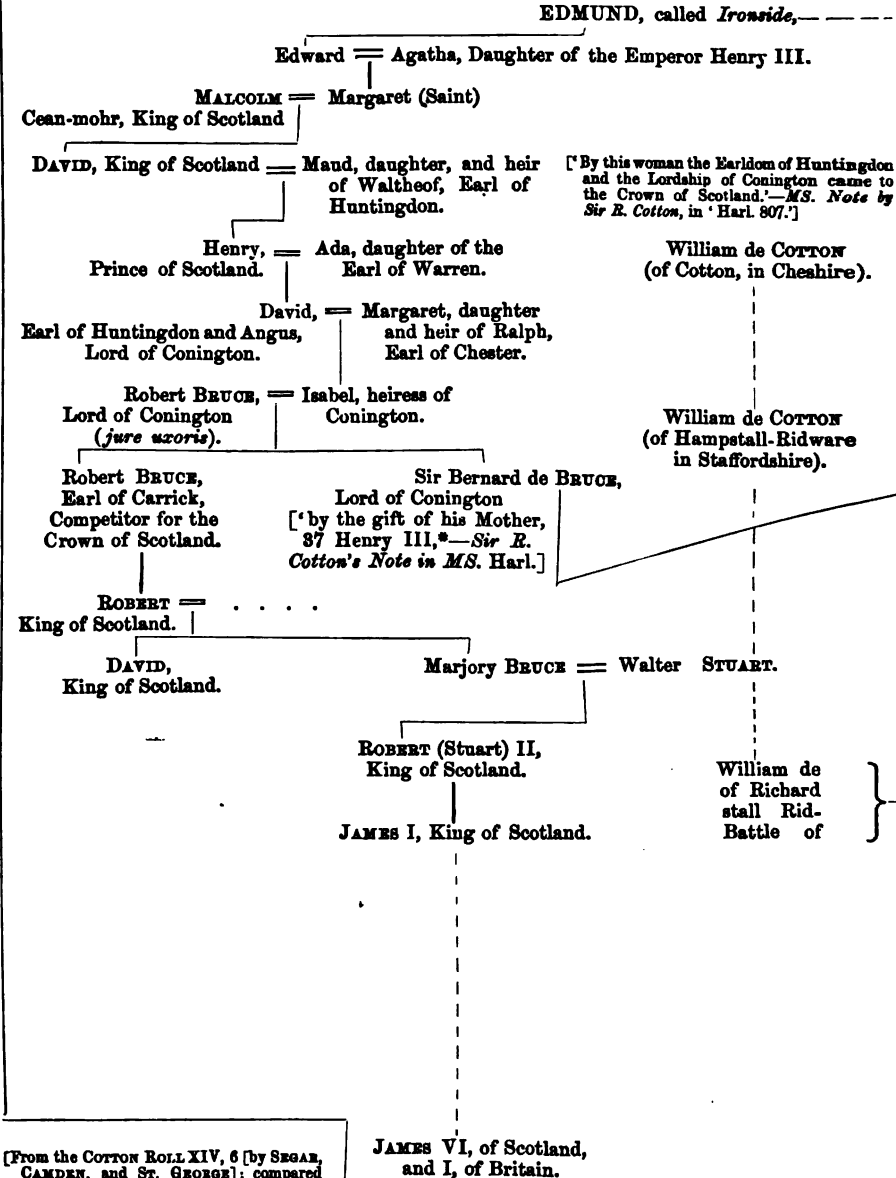 EDMUND, called Ironside,— — — --
Edward = Agatha, Daughter of the Emperor Henry III.
MALCOLM = Margaret (Saint)
Cean-mohr, King of Scotland
DAVID, King of Scotland = Maud, daughter, and heir
of Waltheof, Earl of
Huntingdon.
['By this woman the Earldom of Huntingdon
and the Lordship of Conington came to
the Crown of Scotland.'—MS. Note by
Sir R. Cotton, in 'Harl. 807.']
Henry, = Ada, daughter of the
Prince of Scotland. Earl of Warren.
William de COTTON
(of Cotton, in Cheshire).
David, = Margaret, daughter
Earl of Huntingdon and Angus, and heir of Ralph,
Lord of Conington. Earl of Chester.
Robert BRUCE, = Isabel, heiress of
Lord of Conington Conington.
(jure uxoris).
William de COTTON
(of Hampstall-Ridware
in Staffordshire).
Robert BRUCE,
Earl of Carrick,
Competitor for the
Crown of Scotland.
Sir Bernard de BRUCE,
Lord of Conington
['by the gift of his Mother,
37 Henry III,*—Sir R.
Cotton's Note in MS. Harl.]
ROBERT = . . . .
King of Scotland.
DAVID,
King of Scotland.
Marjory BRUCE = Walter STUART.
ROBERT (Stuart) II,
King of Scotland.
William de
of Richard
stall Rid-
Battle of
JAMES I, King of Scotland.
JAMES VI, of Scotland,
and I, of Britain.
[From the COTTON ROLL XIV, 6 [by SEGAR,
CAMDEN, and ST. GEORGE]; compared